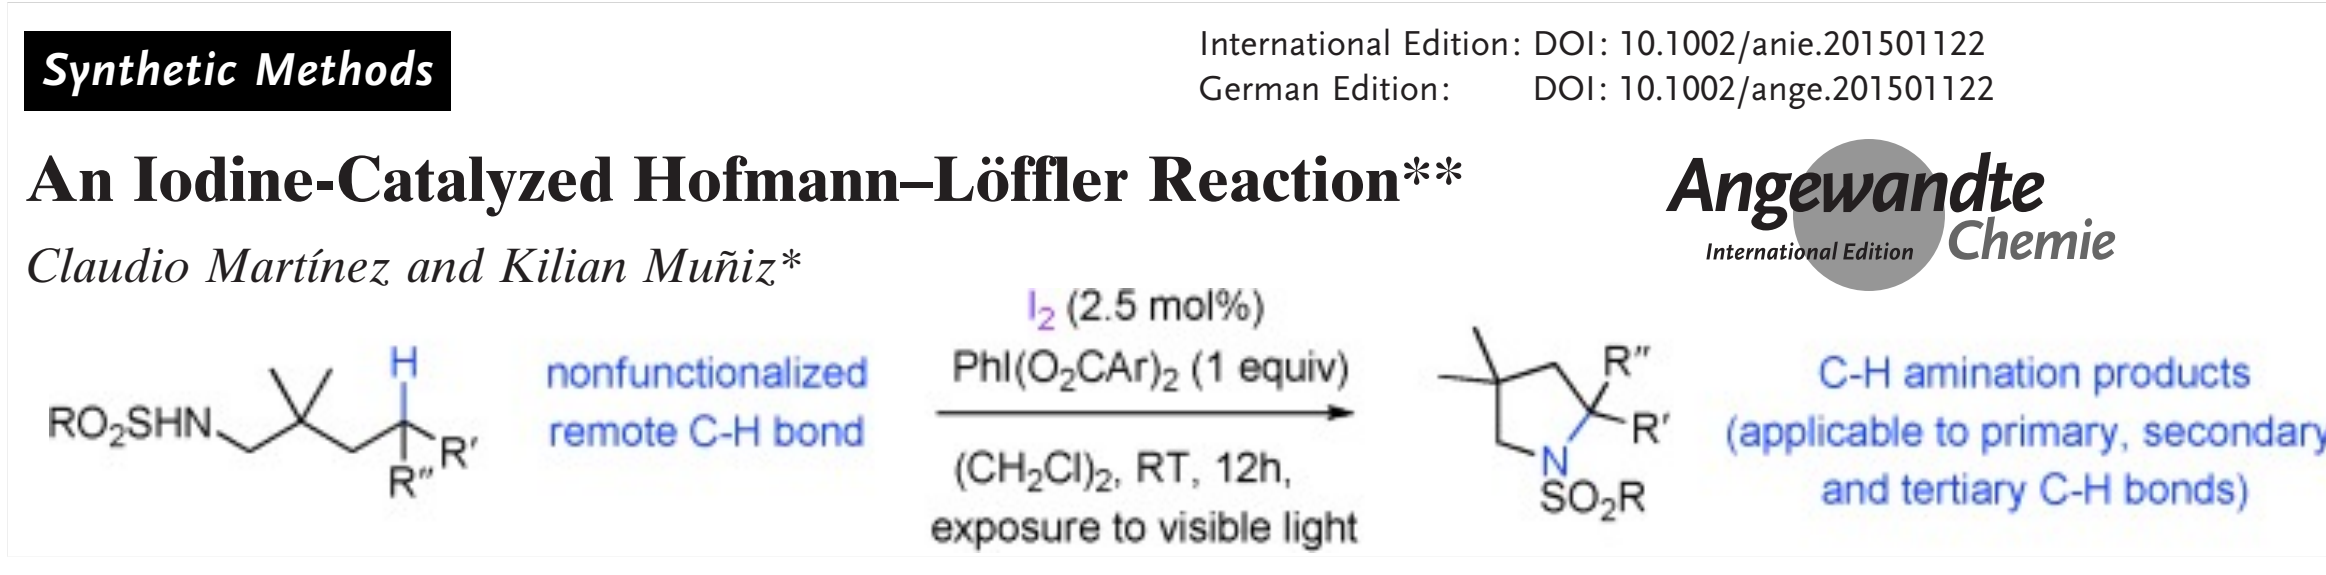 Synthetic Methods
International Edition: DOI: 10.1002/anie.201501122
German Edition: DOI: 10.1002/ange.201501122
An Iodine-Catalyzed Hofmann–Löffler Reaction**
Claudio Martínez and Kilian Muñiz*
Angewandte
International Edition Chemie
RO2SHN
H
R′
R″
nonfunctionalized
remote C-H bond
I2 (2.5 mol%)
PhI(O2CAr)2 (1 equiv)
(CH2Cl)2, RT, 12h,
exposure to visible light
R″
R′
N
SO2R
C-H amination products
(applicable to primary, secondary
and tertiary C-H bonds)